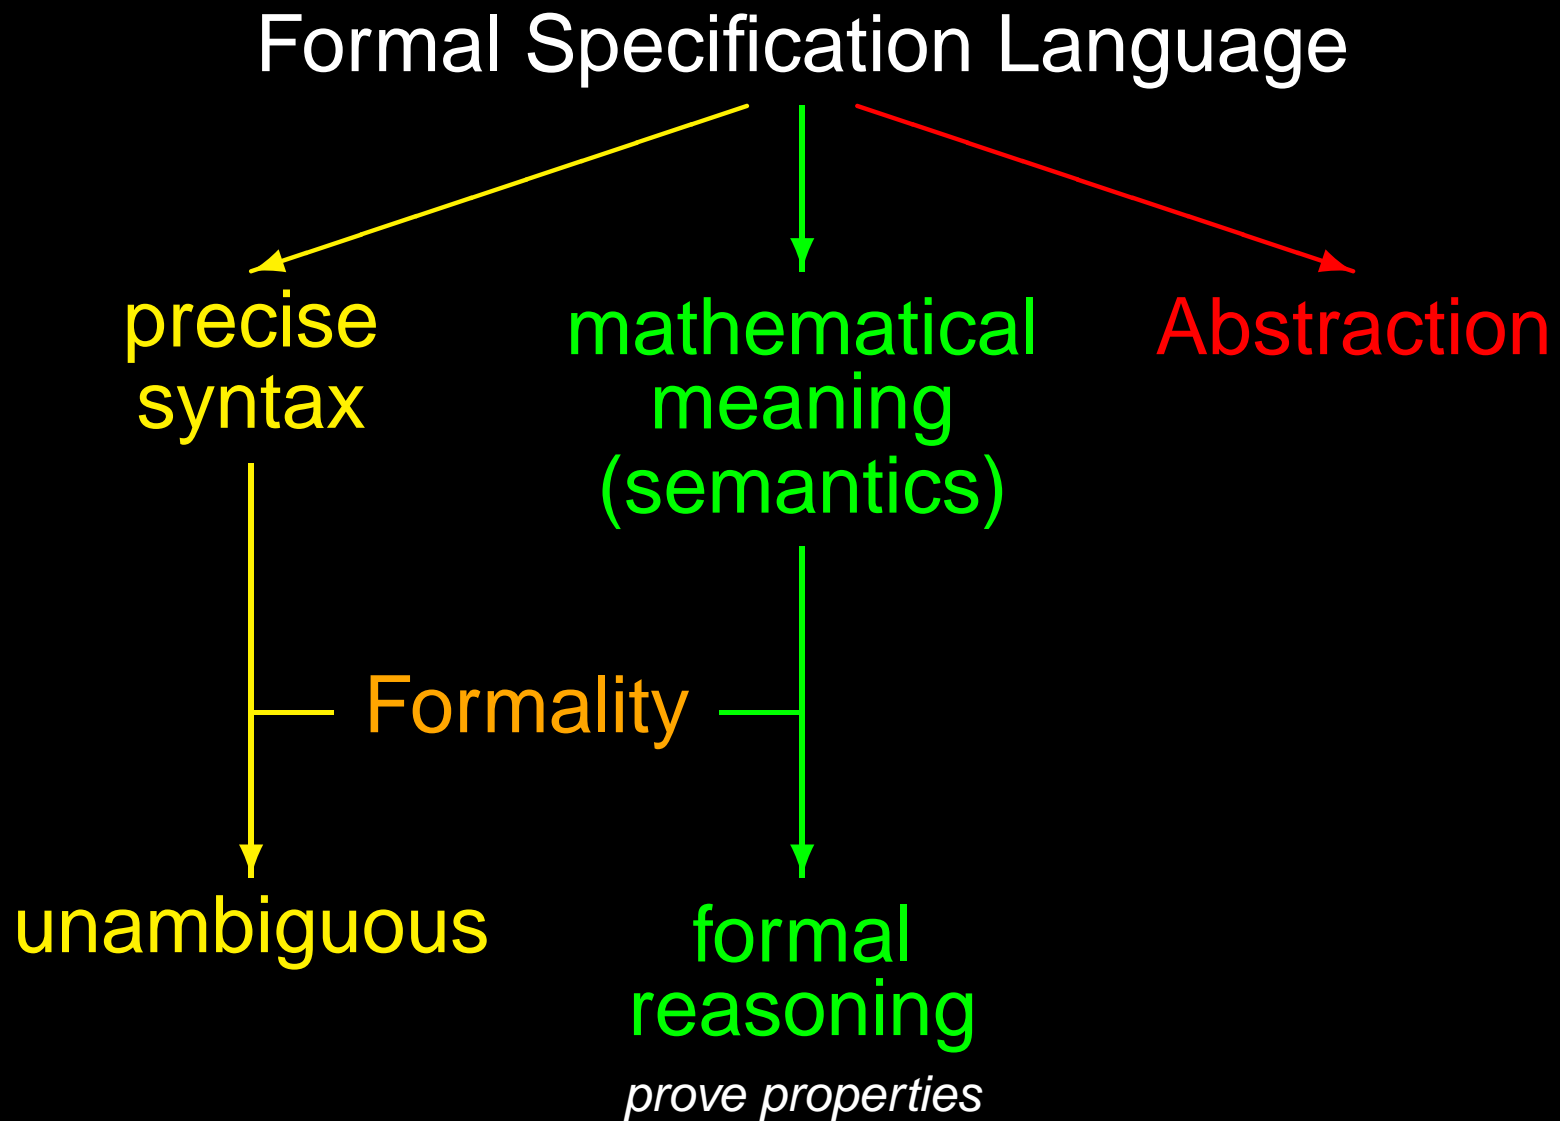 Formal Specification Language
precise
syntax
mathematical
meaning
(semantics)
Abstraction
Formality
unambiguous
formal
reasoning
prove properties